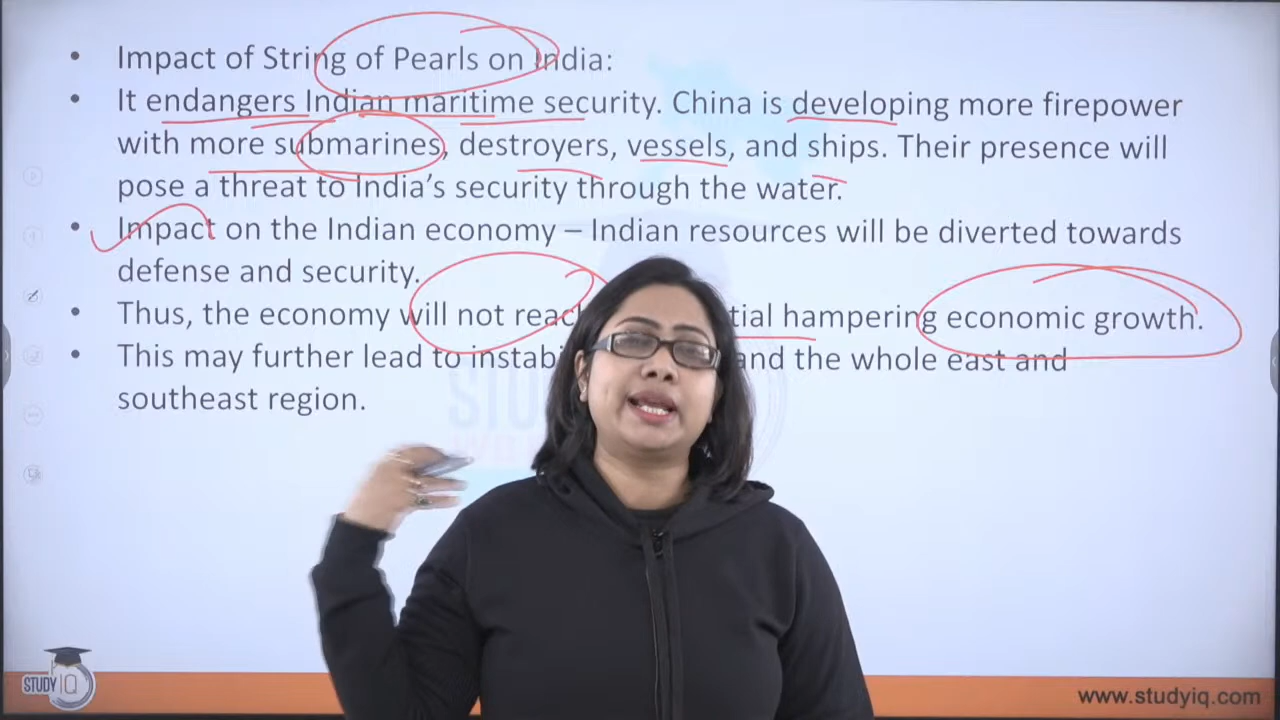 • Impact of String of Pearls on India:
• It endangers Indian maritime security. China is developing more firepower
with more submarines, destroyers, vessels, and ships. Their presence will
pose a threat to India’s security through the water.
• Impact on the Indian economy – Indian resources will be diverted towards
defense and security.
• Thus, the economy will not hampering economic growth.
• This may further lead to and the whole east and
southeast region.
STUDY IQ
www.studyiq.com